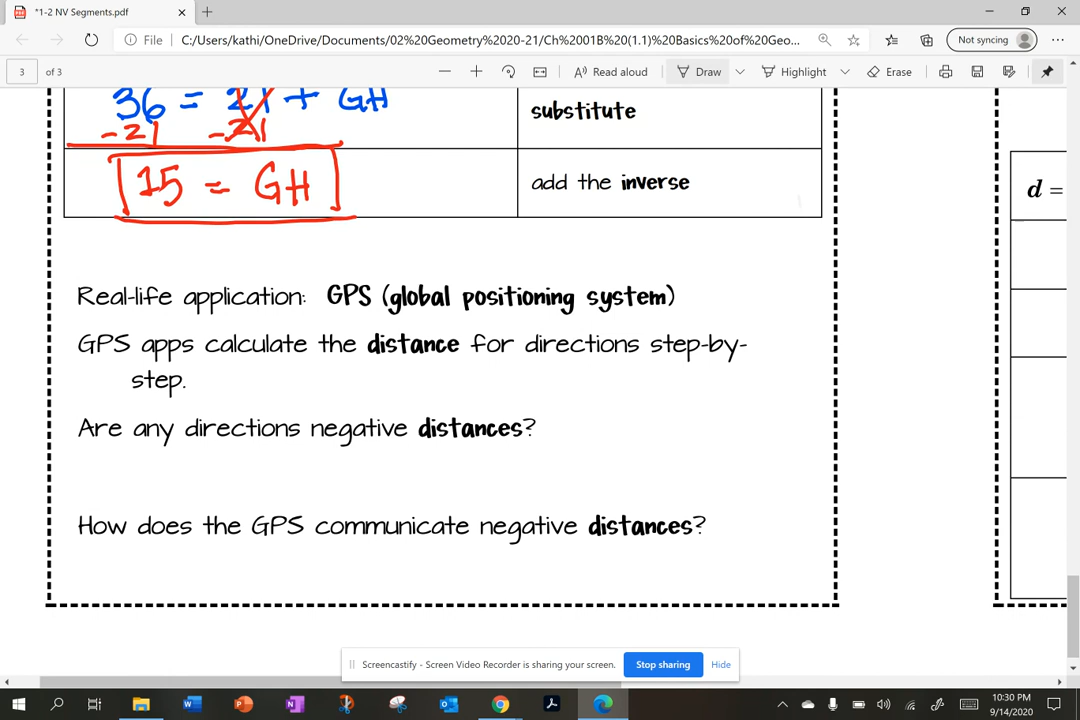 *1-2 NV Segments.pdf
File
C:/Users/kathi/OneDrive/Documents/02%20Geometry%2020-21/Ch%2001B%20(1.1)%20Basics%20of%20Geo...
Not syncing
3 of 3
Read aloud
Draw
Highlight
Erase
36 = 21 + GH
-21 -21
substitute
15 = GH
add the inverse
d =
Real-life application: GPS (global positioning system)
GPS apps calculate the distance for directions step-by-
step.
Are any directions negative distances?
How does the GPS communicate negative distances?
Screencastify - Screen Video Recorder is sharing your screen.
Stop sharing
Hide
10:30 PM
9/14/2020